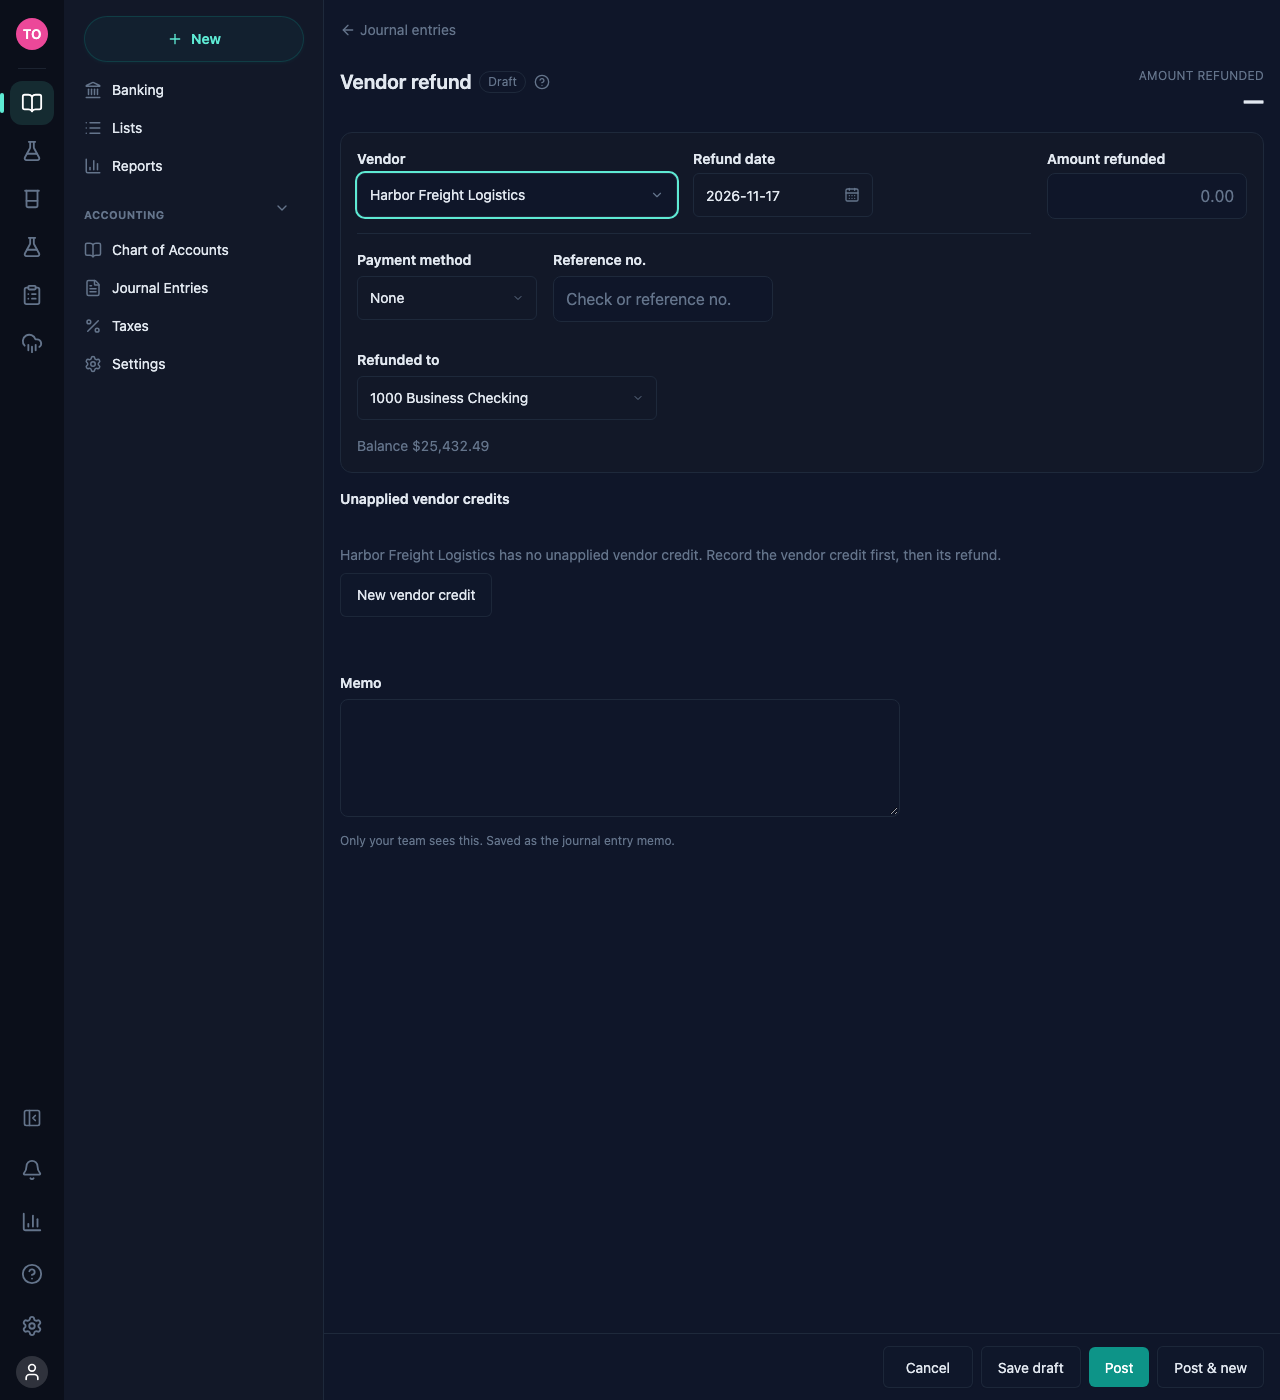 TO
New
Banking
Lists
Reports
ACCOUNTING
Chart of Accounts
Journal Entries
Taxes
Settings
Journal entries
Vendor refund
Draft
AMOUNT REFUNDED
—
Vendor
Refund date
Amount refunded
Harbor Freight Logistics
2026-11-17
0.00
Payment method
Reference no.
None
Check or reference no.
Refunded to
1000 Business Checking
Balance $25,432.49
Unapplied vendor credits
Harbor Freight Logistics has no unapplied vendor credit. Record the vendor credit first, then its refund.
New vendor credit
Memo
Only your team sees this. Saved as the journal entry memo.
Cancel
Save draft
Post
Post & new